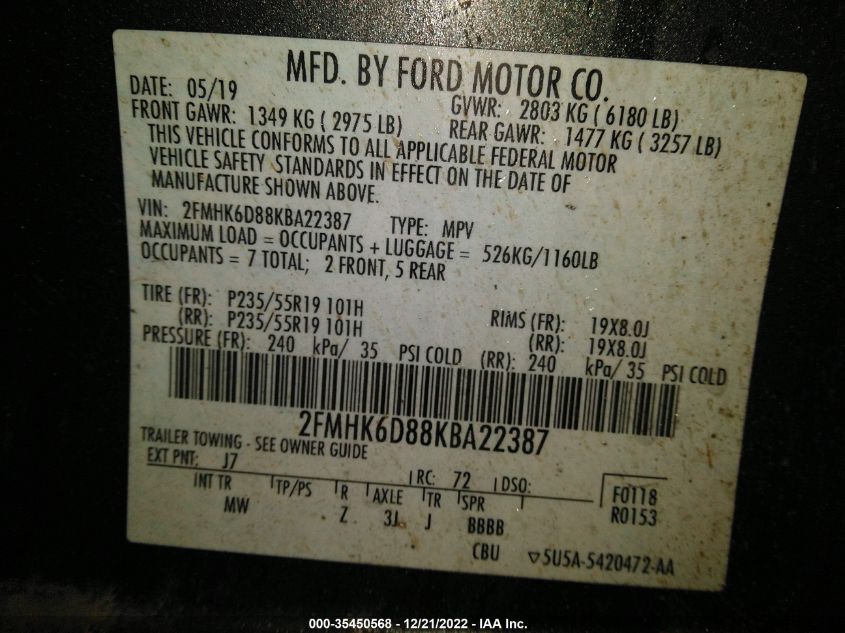 MFD. BY FORD MOTOR CO.
DATE: 05/19
GVWR: 2803 KG ( 6180 LB)
FRONT GAWR: 1349 KG ( 2975 LB)
REAR GAWR: 1477 KG ( 3257 LB)
THIS VEHICLE CONFORMS TO ALL APPLICABLE FEDERAL MOTOR
VEHICLE SAFETY STANDARDS IN EFFECT ON THE DATE OF
MANUFACTURE SHOWN ABOVE.
VIN: 2FMHK6D88KBA22387 TYPE: MPV
MAXIMUM LOAD = OCCUPANTS + LUGGAGE = 526KG/1160LB
OCCUPANTS = 7 TOTAL; 2 FRONT, 5 REAR
TIRE (FR): P235/55R19 101H RIMS (FR): 19X8.0J
(RR): P235/55R19 101H (RR): 19X8.0J
PRESSURE (FR): 240 kPa/ 35 PSI COLD (RR): 240 kPa/ 35 PSI COLD
2FMHK6D88KBA22387
TRAILER TOWING - SEE OWNER GUIDE
EXT PNT: J7 RC: 72 DSO:
INT TR TP/PS R AXLE TR SPR
MW Z 3J J BBBB
F0118
R0153
CBU ▽5U5A-5420472-AA
000-35450568 - 12/21/2022 - IAA Inc.